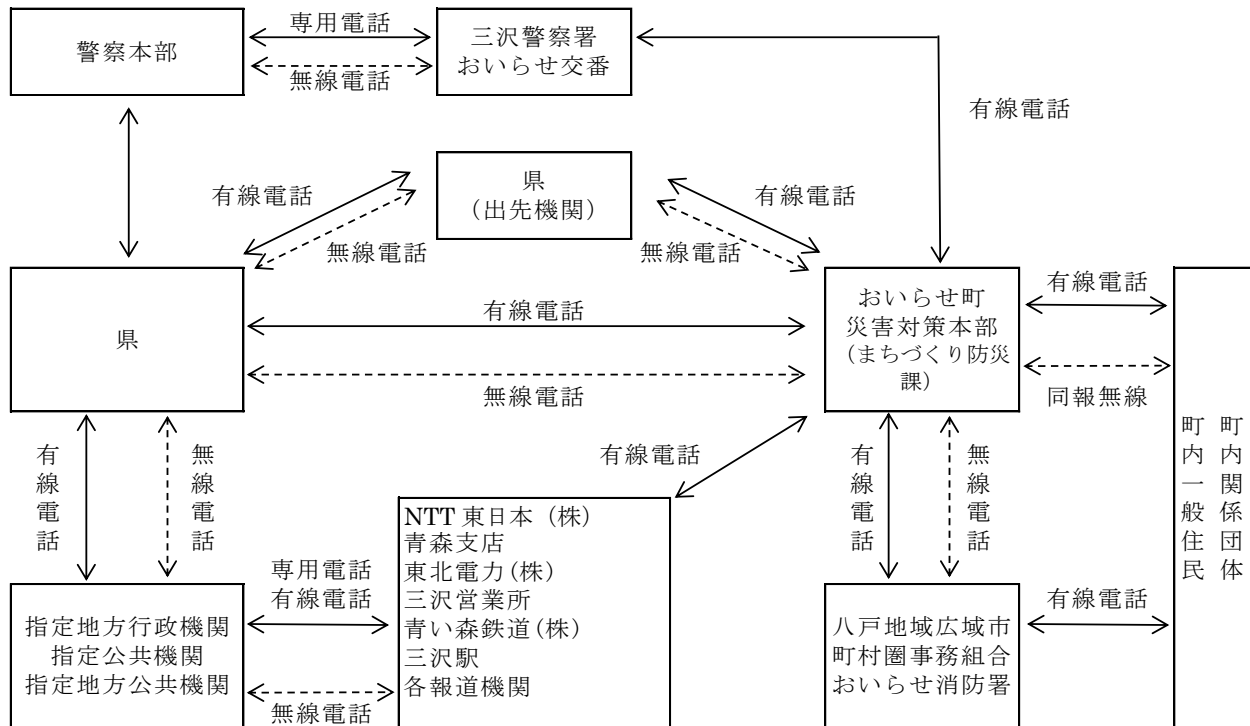 専用電話
警察本部
三沢警察署
おいらせ交番
無線電話
有線電話
県
（出先機関）
有線電話
有線電話
無線電話
無線電話
県
有線電話
無線電話
おいらせ町
災害対策本部
（まちづくり防災
課）
有線電話
同報無線
町内関係団体
町内一般住民
有線電話
無線電話
有線電話
有線電話
無線電話
NTT 東日本（株）
青森支店
東北電力(株)
三沢営業所
青い森鉄道(株)
三沢駅
各報道機関
専用電話
有線電話
無線電話
指定地方行政機関
指定公共機関
指定地方公共機関
八戸地域広域市
町村圏事務組合
おいらせ消防署
有線電話